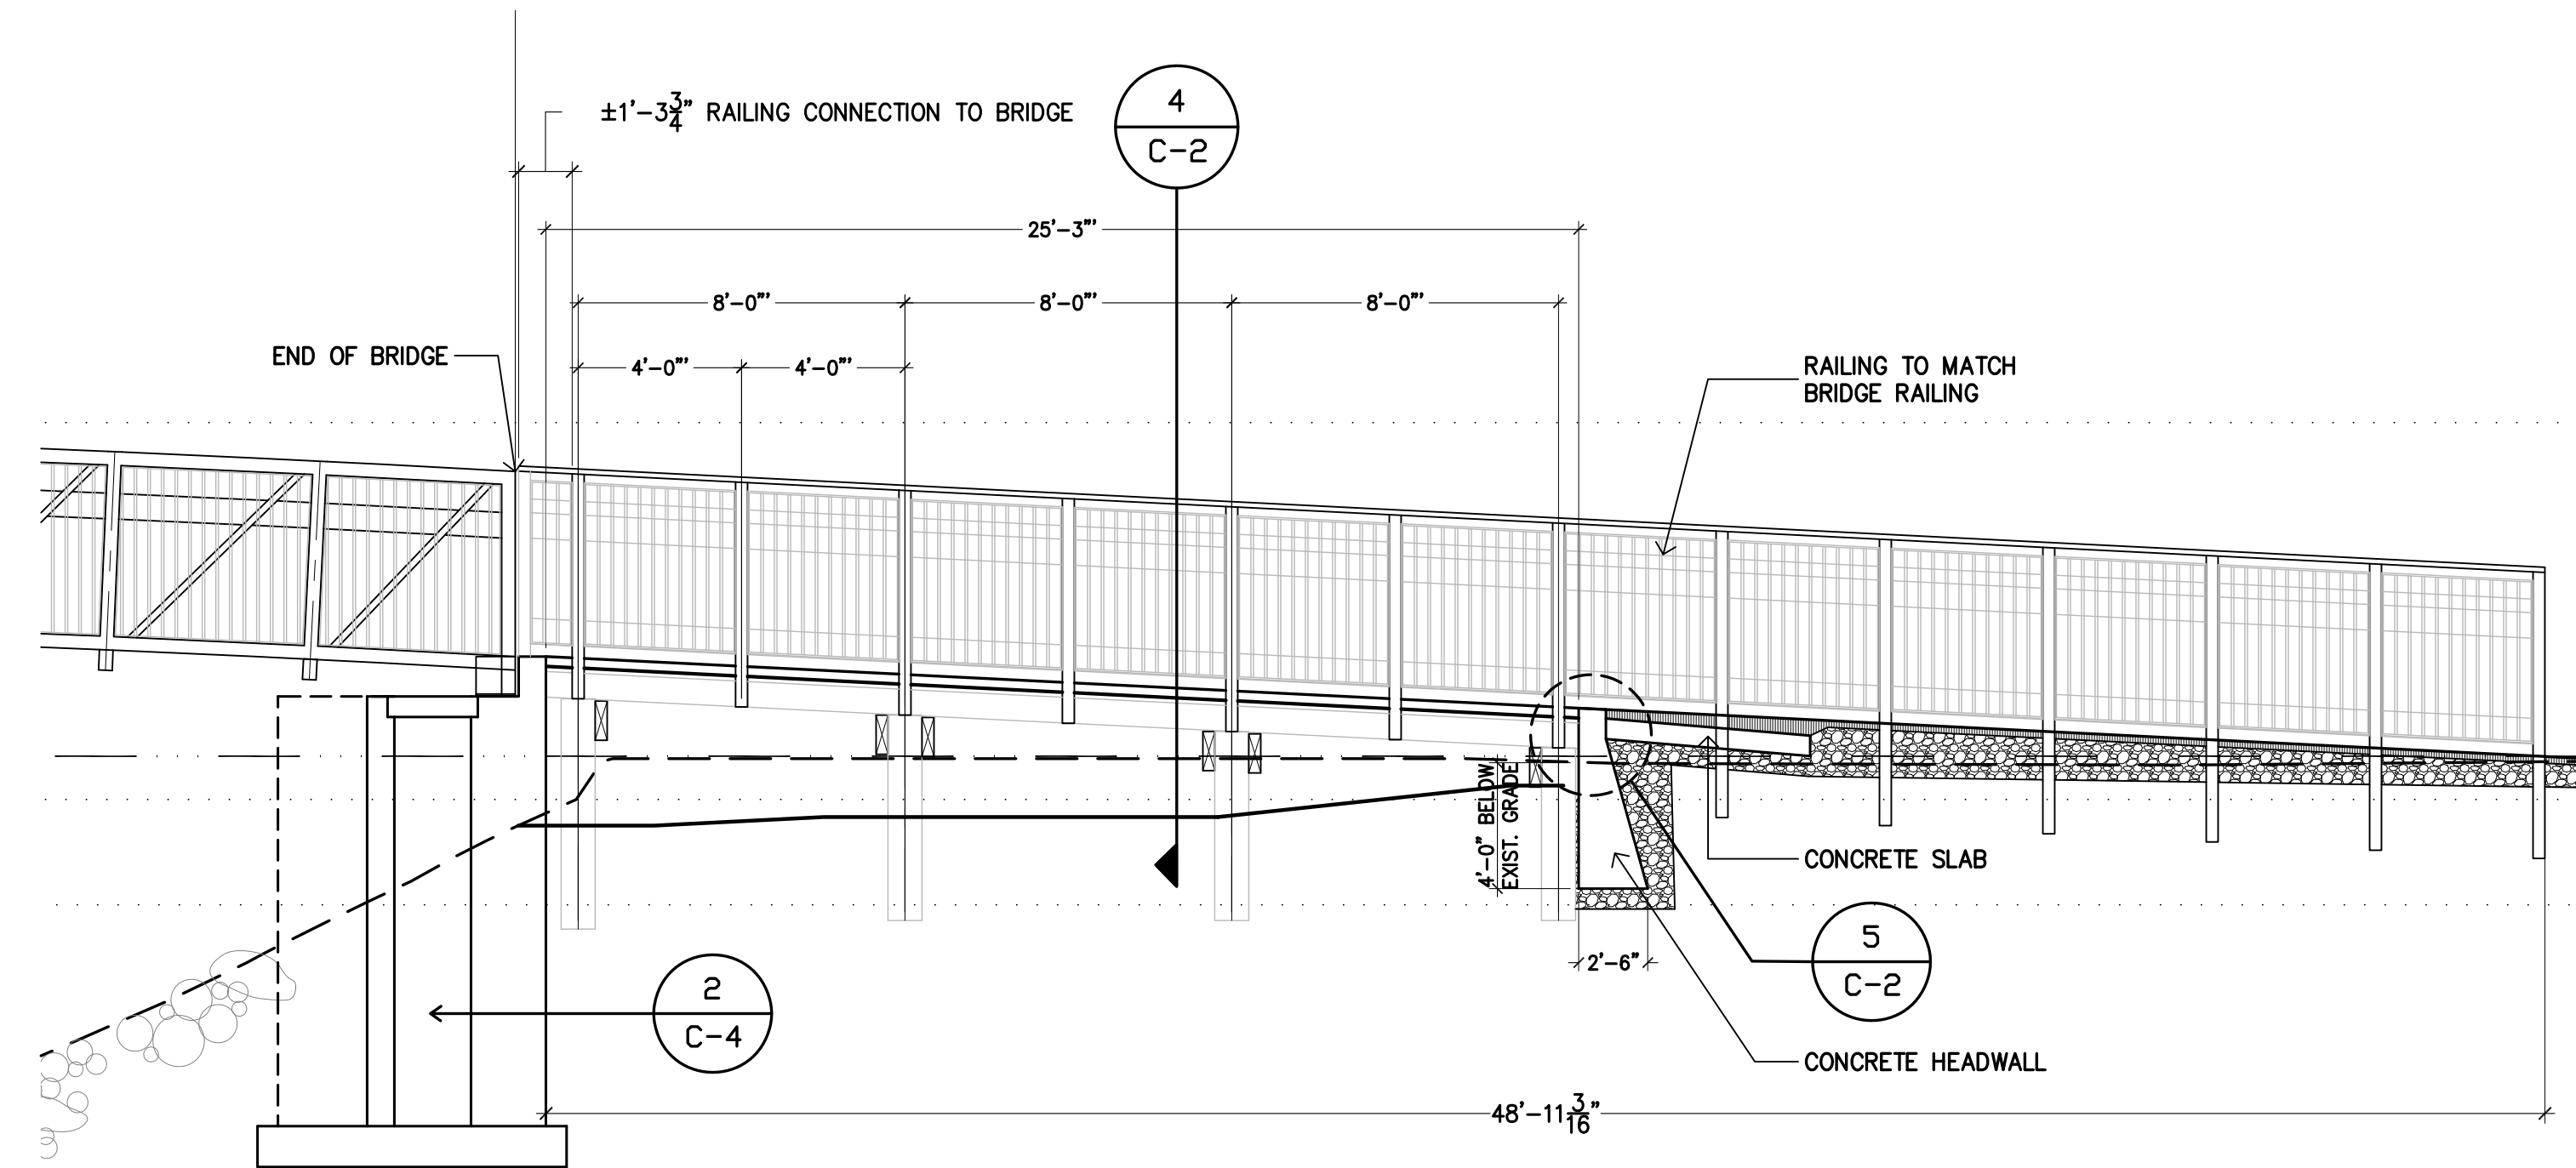 ±1'-3 3/4" RAILING CONNECTION TO BRIDGE
4
C-2
25'-3"'
8'-0"'
8'-0"'
8'-0"'
END OF BRIDGE
4'-0"'
4'-0"'
RAILING TO MATCH
BRIDGE RAILING
4'-0" BELOW
EXIST. GRADE
CONCRETE SLAB
5
C-2
2'-6"
2
C-4
CONCRETE HEADWALL
48'-11 3/16"